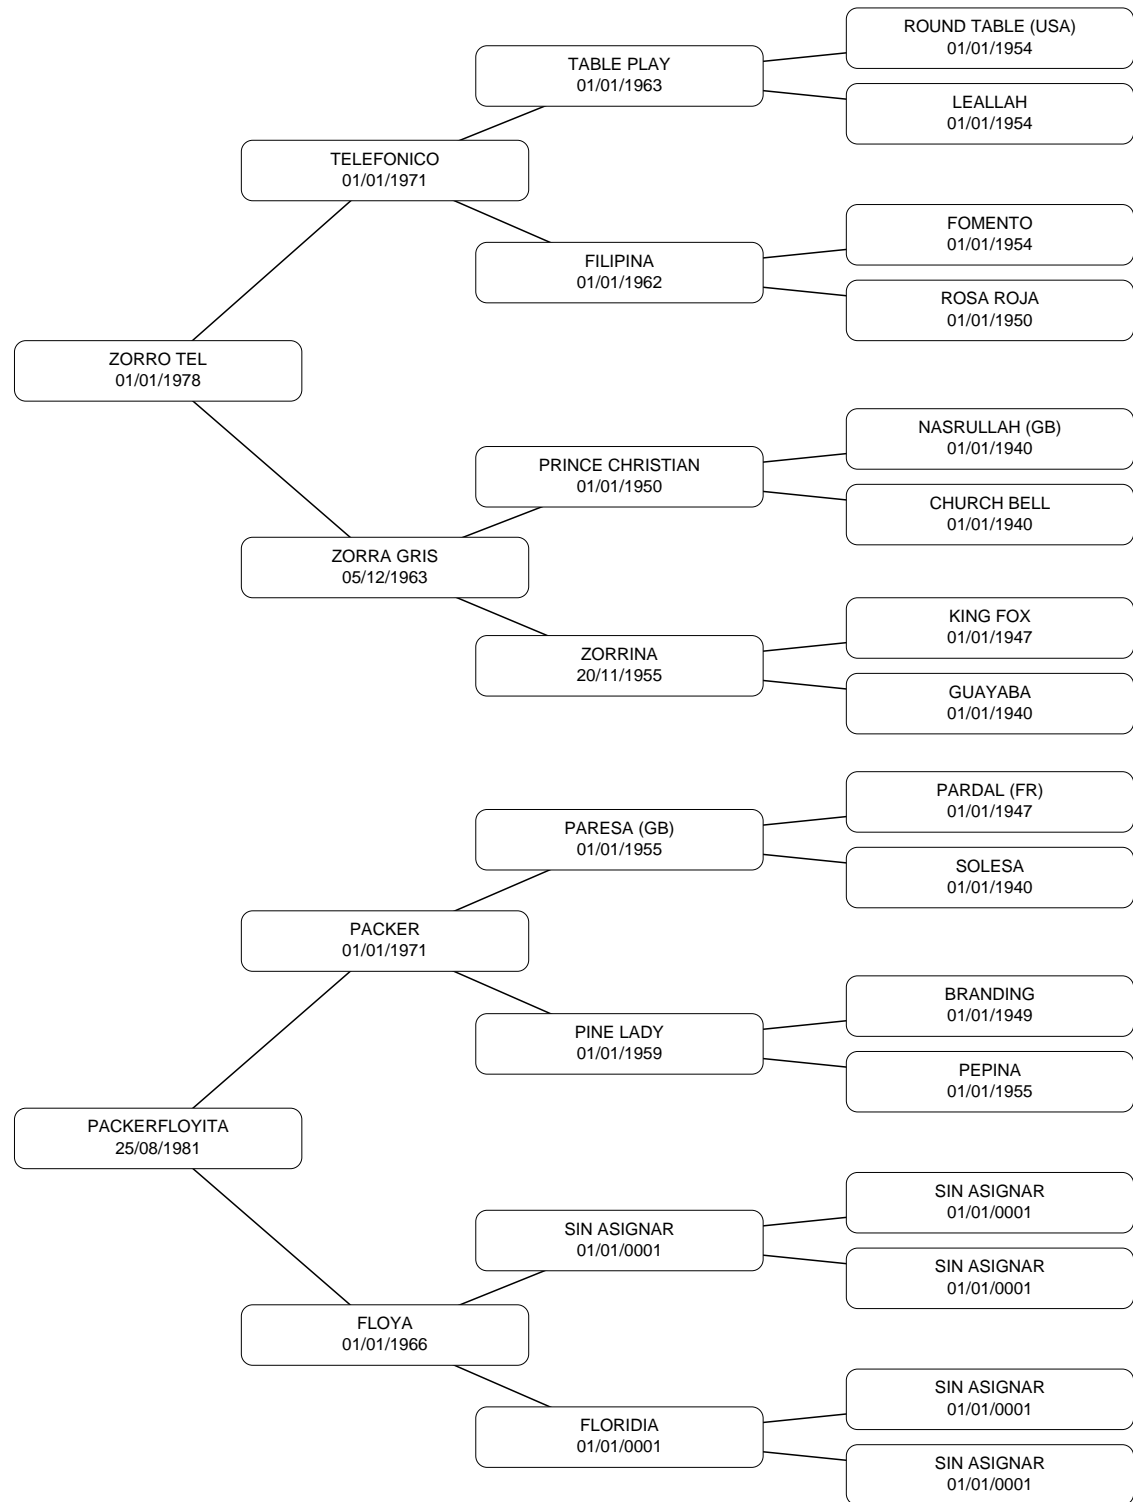 ROUND TABLE (USA)
01/01/1954
TABLE PLAY
01/01/1963
LEALLAH
01/01/1954
TELEFONICO
01/01/1971
FOMENTO
01/01/1954
FILIPINA
01/01/1962
ROSA ROJA
01/01/1950
ZORRO TEL
01/01/1978
NASRULLAH (GB)
01/01/1940
PRINCE CHRISTIAN
01/01/1950
CHURCH BELL
01/01/1940
ZORRA GRIS
05/12/1963
KING FOX
01/01/1947
ZORRINA
20/11/1955
GUAYABA
01/01/1940
PARDAL (FR)
01/01/1947
PARESA (GB)
01/01/1955
SOLESA
01/01/1940
PACKER
01/01/1971
BRANDING
01/01/1949
PINE LADY
01/01/1959
PEPINA
01/01/1955
PACKERFLOYITA
25/08/1981
SIN ASIGNAR
01/01/0001
SIN ASIGNAR
01/01/0001
SIN ASIGNAR
01/01/0001
FLOYA
01/01/1966
SIN ASIGNAR
01/01/0001
FLORIDIA
01/01/0001
SIN ASIGNAR
01/01/0001